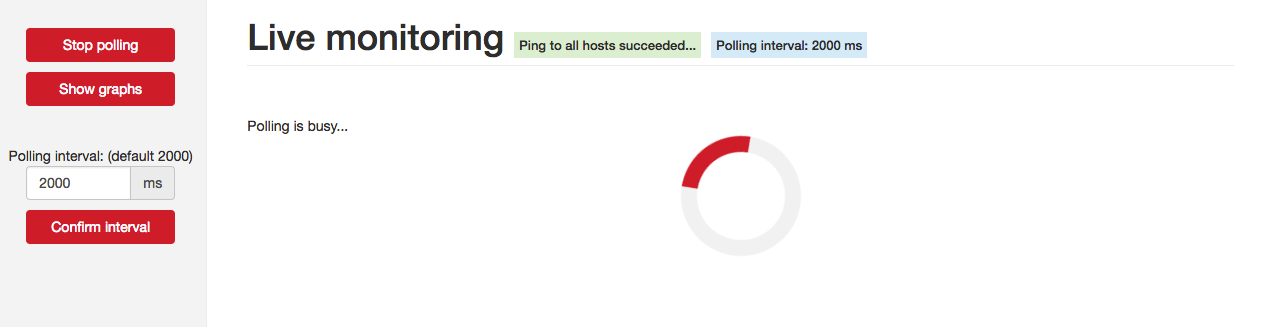 Stop polling
Show graphs
Polling interval: (default 2000)
2000 ms
Confirm interval
Live monitoring Ping to all hosts succeeded... Polling interval: 2000 ms
Polling is busy...